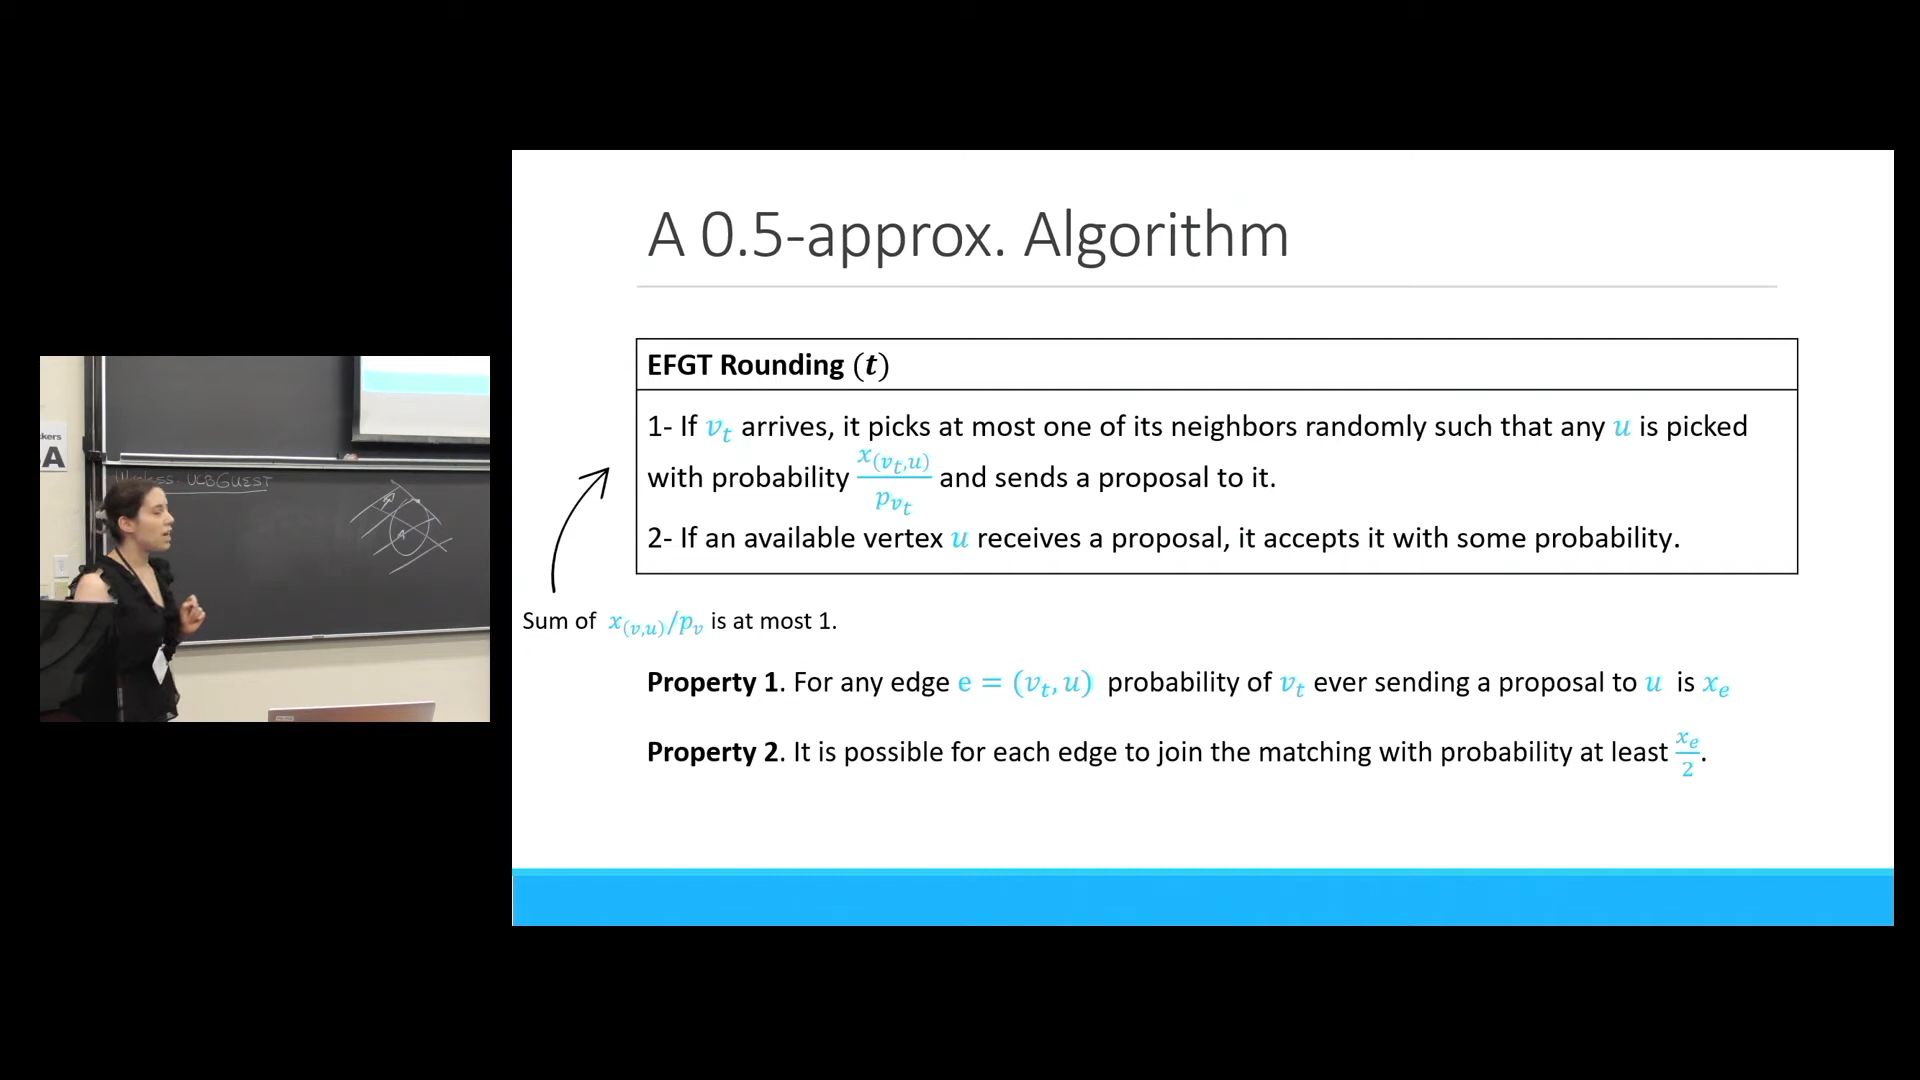 A 0.5-approx. Algorithm
EFGT Rounding (t)
1- If v_t arrives, it picks at most one of its neighbors randomly such that any u is picked
with probability x_(v_t,u) / p_v_t and sends a proposal to it.
2- If an available vertex u receives a proposal, it accepts it with some probability.
Sum of x_(v,u)/p_v is at most 1.
Property 1. For any edge e = (v_t, u) probability of v_t ever sending a proposal to u is x_e
Property 2. It is possible for each edge to join the matching with probability at least x_e/2.
kers
A
UCBGUEST